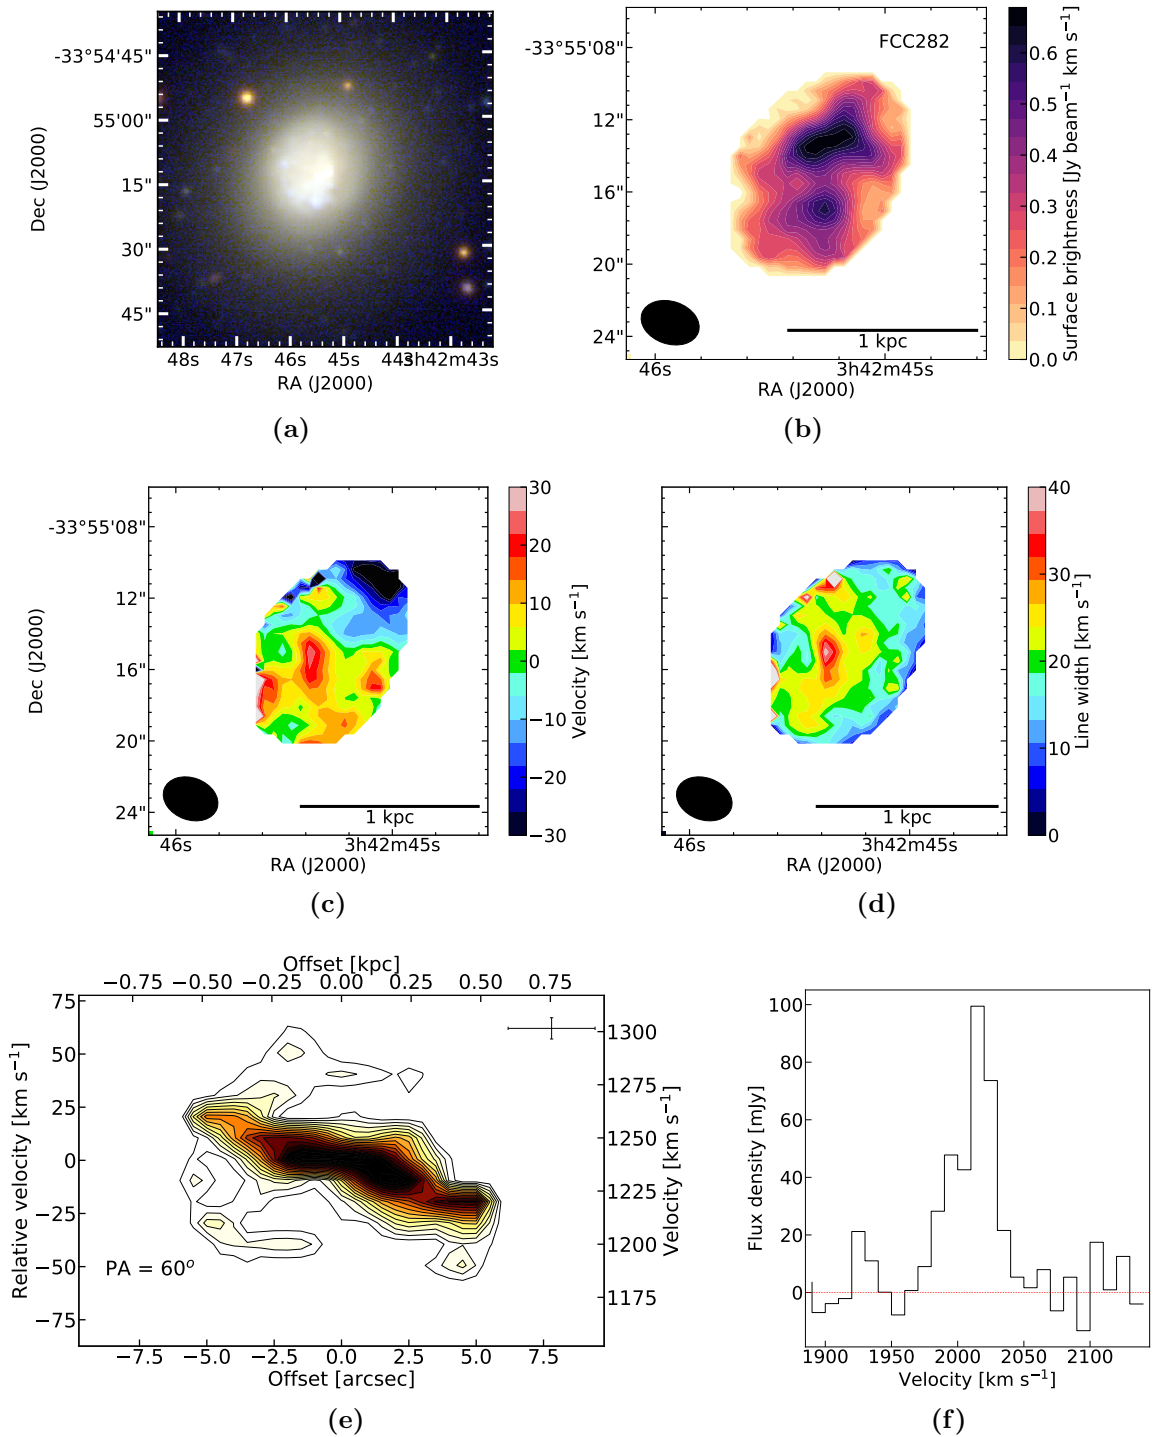 -33°54'45"
55'00"
15"
30"
45"
Dec (J2000)
48s 47s 46s 45s 44s 3h42m43s
RA (J2000)
(a)
FCC282
-33°55'08"
12"
16"
20"
24"
1 kpc
46s 3h42m45s
RA (J2000)
0.6
0.5
0.4
0.3
0.2
0.1
0.0
Surface brightness [Jy beam⁻¹ km s⁻¹]
(b)
-33°55'08"
12"
16"
20"
24"
Dec (J2000)
1 kpc
46s 3h42m45s
RA (J2000)
30
20
10
0
−10
−20
−30
Velocity [km s⁻¹]
(c)
1 kpc
46s 3h42m45s
RA (J2000)
40
30
20
10
0
Line width [km s⁻¹]
(d)
Offset [kpc]
−0.75 −0.50 −0.25 0.00 0.25 0.50 0.75
75
50
25
0
−25
−50
−75
Relative velocity [km s⁻¹]
PA = 60°
1300
1275
1250
1225
1200
1175
Velocity [km s⁻¹]
−7.5 −5.0 −2.5 0.0 2.5 5.0 7.5
Offset [arcsec]
(e)
100
80
60
40
20
0
Flux density [mJy]
1900 1950 2000 2050 2100
Velocity [km s⁻¹]
(f)